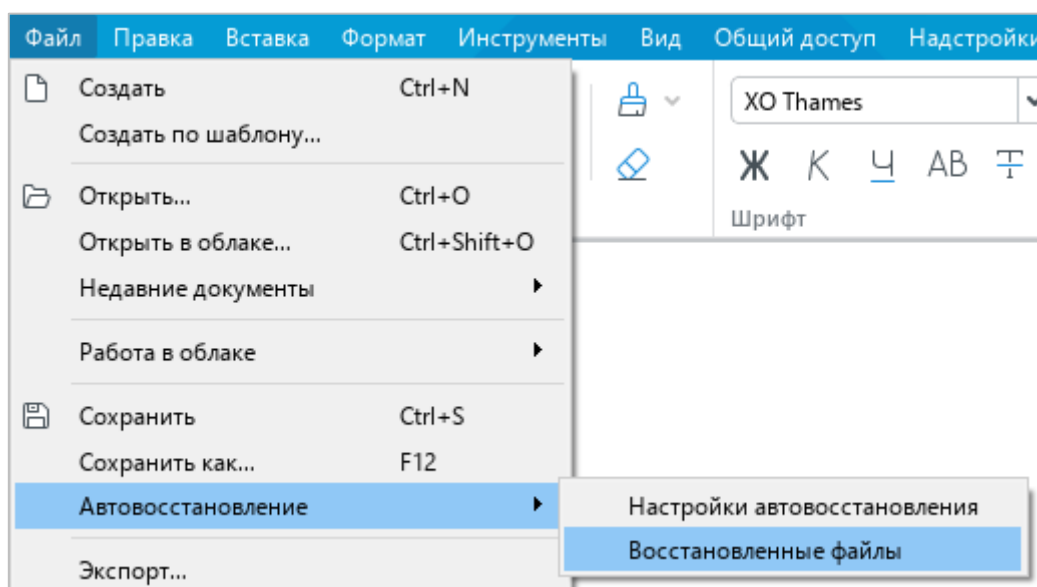 Файл Правка Вставка Формат Инструменты Вид Общий доступ Надстройки
Создать Ctrl+N
Создать по шаблону...
Открыть... Ctrl+O
Открыть в облаке... Ctrl+Shift+O
Недавние документы
Работа в облаке
Сохранить Ctrl+S
Сохранить как... F12
Автовосстановление
Экспорт...
Настройки автовосстановления
Восстановленные файлы
XO Thames
Ж К Ч АВ Т
Шрифт